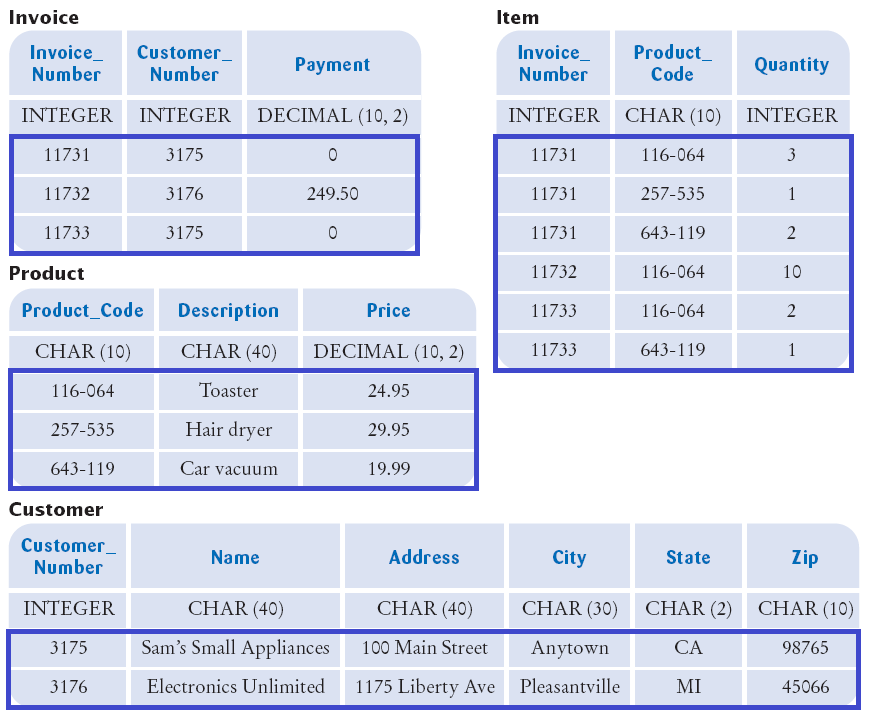 Invoice
Invoice_ Number Customer_ Number Payment
INTEGER INTEGER DECIMAL (10, 2)
11731 3175 0
11732 3176 249.50
11733 3175 0
Item
Invoice_ Number Product_ Code Quantity
INTEGER CHAR (10) INTEGER
11731 116-064 3
11731 257-535 1
11731 643-119 2
11732 116-064 10
11733 116-064 2
11733 643-119 1
Product
Product_Code Description Price
CHAR (10) CHAR (40) DECIMAL (10, 2)
116-064 Toaster 24.95
257-535 Hair dryer 29.95
643-119 Car vacuum 19.99
Customer
Customer_ Number Name Address City State Zip
INTEGER CHAR (40) CHAR (40) CHAR (30) CHAR (2) CHAR (10)
3175 Sam’s Small Appliances 100 Main Street Anytown CA 98765
3176 Electronics Unlimited 1175 Liberty Ave Pleasantville MI 45066